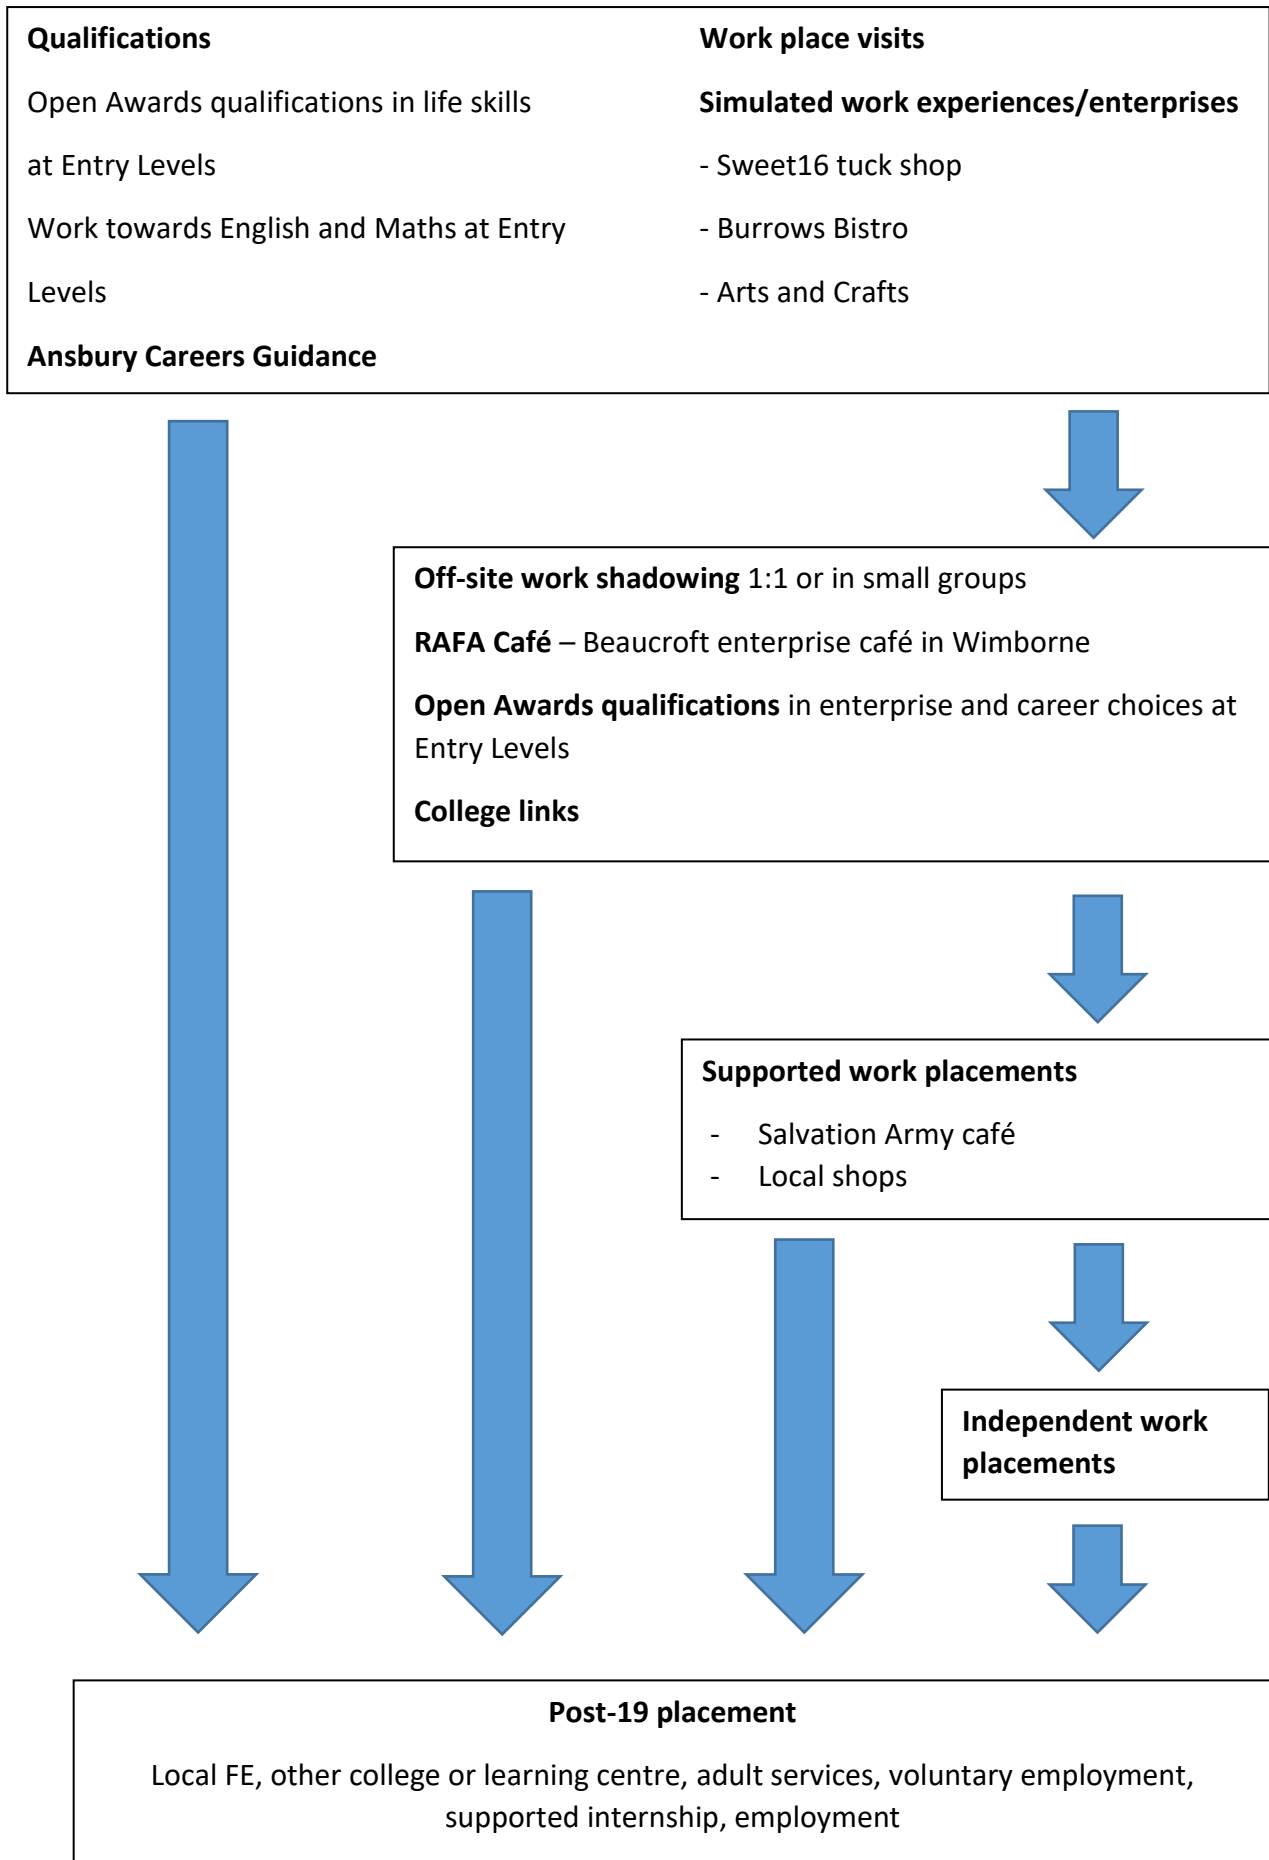 Qualifications
Open Awards qualifications in life skills
at Entry Levels
Work towards English and Maths at Entry
Levels
Ansbury Careers Guidance
Work place visits
Simulated work experiences/enterprises
- Sweet16 tuck shop
- Burrows Bistro
- Arts and Crafts
Off-site work shadowing 1:1 or in small groups
RAFA Café – Beaucroft enterprise café in Wimborne
Open Awards qualifications in enterprise and career choices at
Entry Levels
College links
Supported work placements
- Salvation Army café
- Local shops
Independent work
placements
Post-19 placement
Local FE, other college or learning centre, adult services, voluntary employment,
supported internship, employment